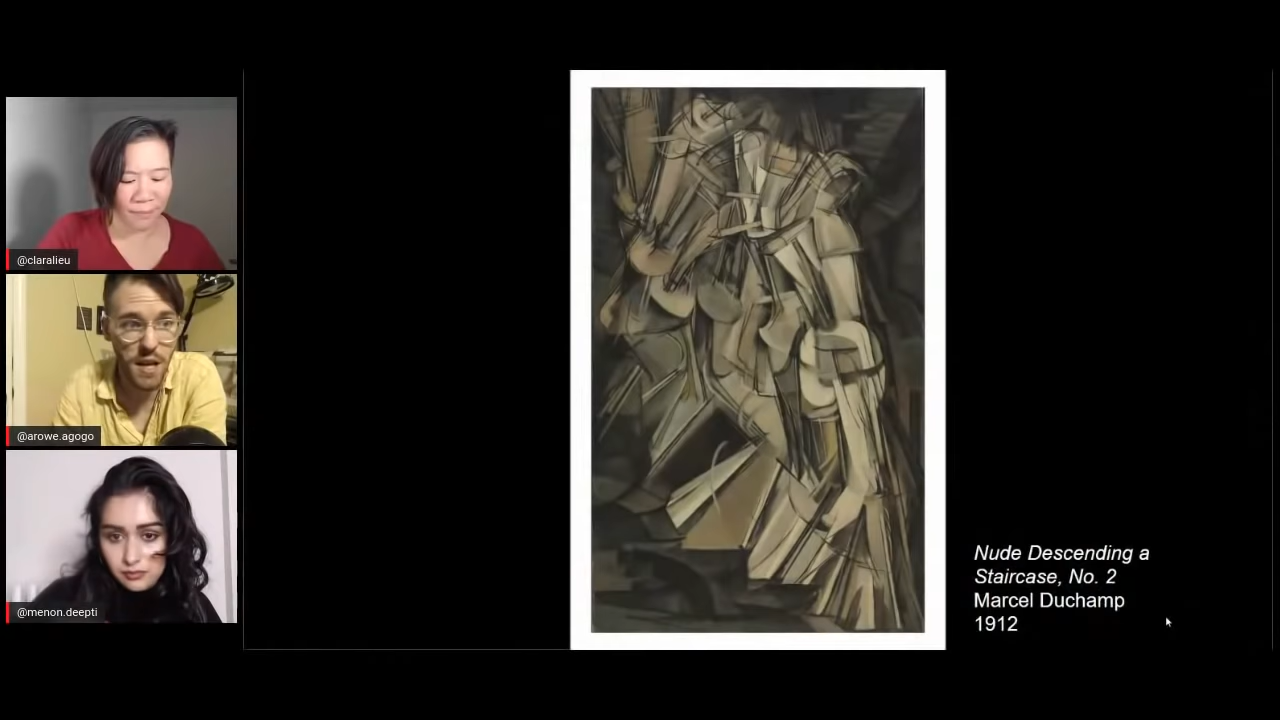 @claralieu
@arowe.agogo
@menon.deepti
Nude Descending a
Staircase, No. 2
Marcel Duchamp
1912